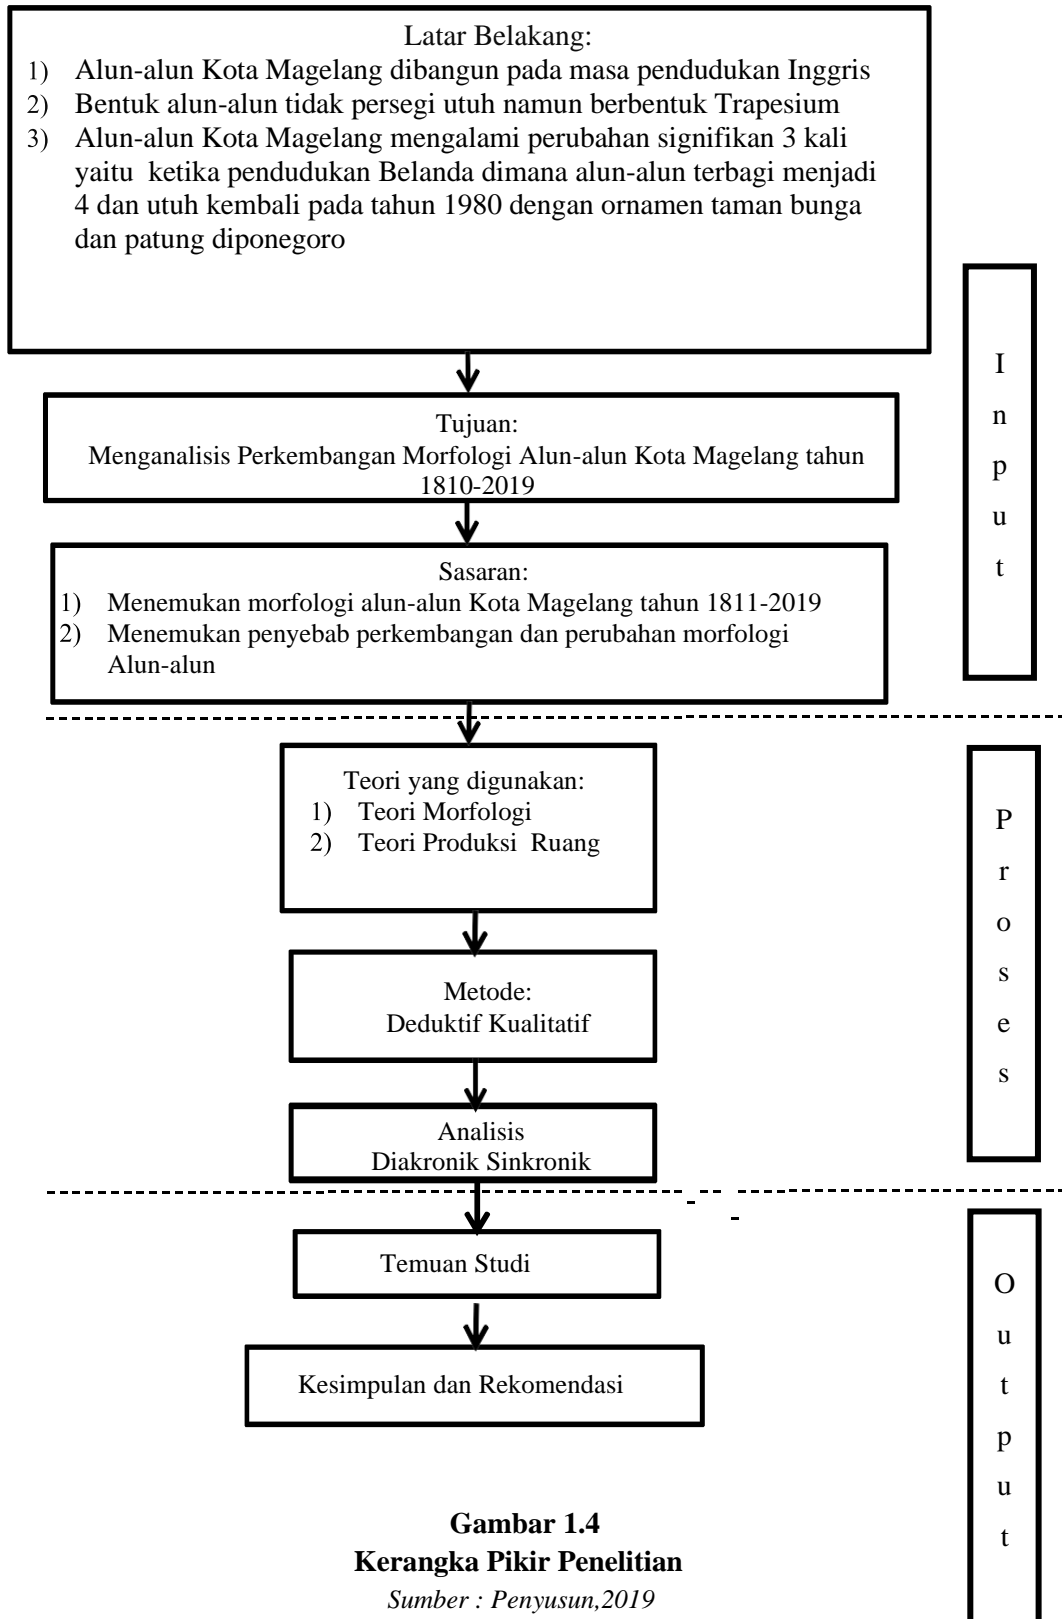 Latar Belakang:
1) Alun-alun Kota Magelang dibangun pada masa pendudukan Inggris
2) Bentuk alun-alun tidak persegi utuh namun berbentuk Trapesium
3) Alun-alun Kota Magelang mengalami perubahan signifikan 3 kali
yaitu ketika pendudukan Belanda dimana alun-alun terbagi menjadi
4 dan utuh kembali pada tahun 1980 dengan ornamen taman bunga
dan patung diponegoro
Tujuan:
Menganalisis Perkembangan Morfologi Alun-alun Kota Magelang tahun
1810-2019
Sasaran:
1) Menemukan morfologi alun-alun Kota Magelang tahun 1811-2019
2) Menemukan penyebab perkembangan dan perubahan morfologi
Alun-alun
I
n
p
u
t
Teori yang digunakan:
1) Teori Morfologi
2) Teori Produksi Ruang
Metode:
Deduktif Kualitatif
Analisis
Diakronik Sinkronik
P
r
o
s
e
s
Temuan Studi
Kesimpulan dan Rekomendasi
O
u
t
p
u
t
Gambar 1.4
Kerangka Pikir Penelitian
Sumber : Penyusun,2019